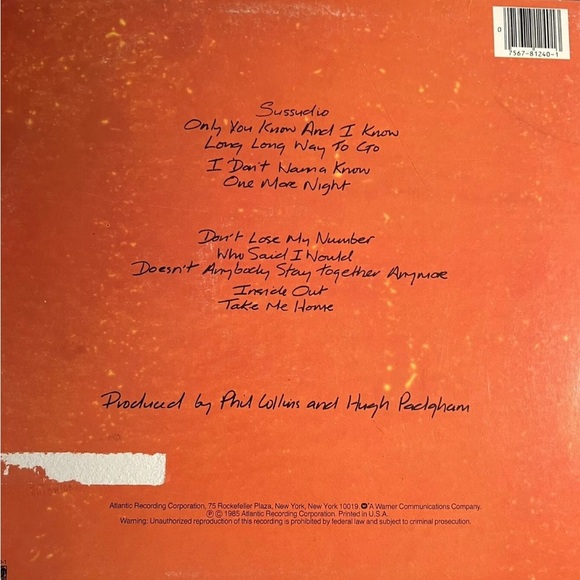 0
7567-81240-1
Sussudio
Only You Know And I Know
Long Long Way To Go
I Don't Wanna Know
One More Night
Don't Lose My Number
Who Said I Would
Doesn't Anybody Stay Together Anymore
Inside Out
Take Me Home
Produced by Phil Collins and Hugh Padgham
Atlantic Recording Corporation, 75 Rockefeller Plaza, New York, New York 10019. A Warner Communications Company.
℗ © 1985 Atlantic Recording Corporation. Printed in U.S.A.
Warning: Unauthorized reproduction of this recording is prohibited by federal law and subject to criminal prosecution.